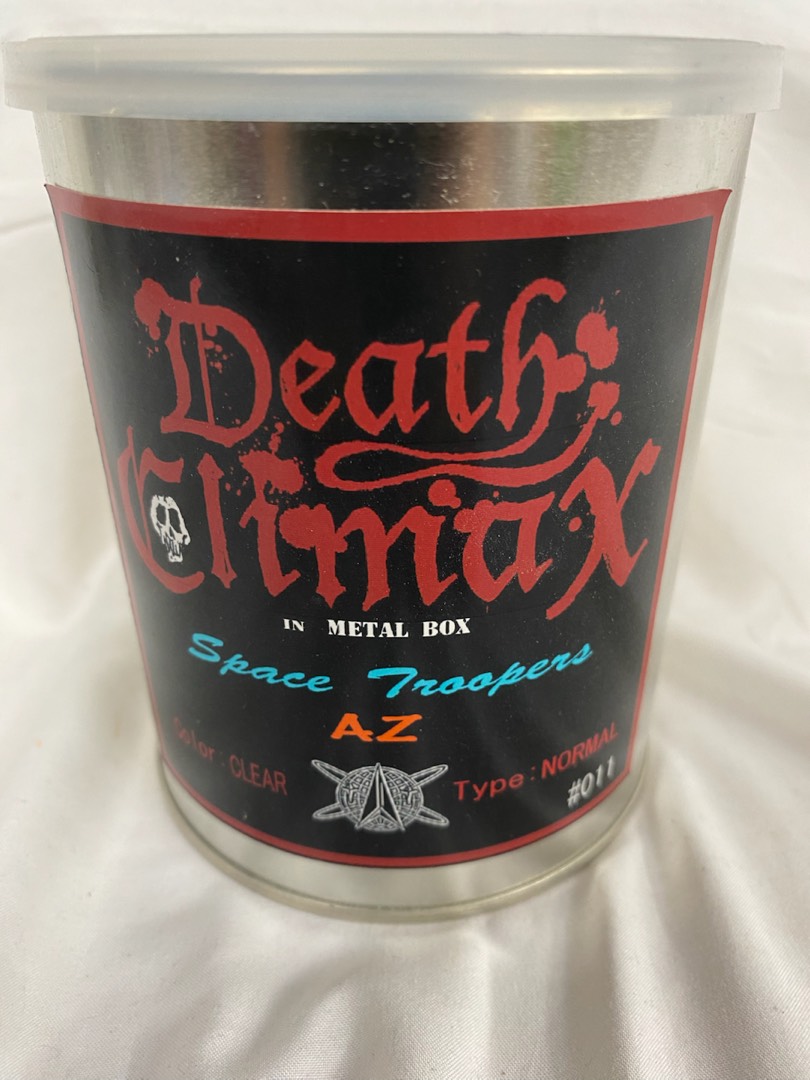 Death
Climax
IN METAL BOX
Space Troopers
AZ
Color:CLEAR
Type:NORMAL
#011